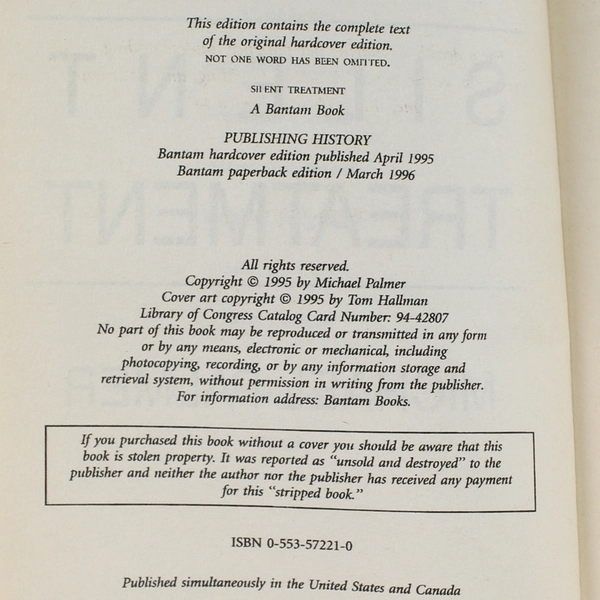 This edition contains the complete text
of the original hardcover edition.
NOT ONE WORD HAS BEEN OMITTED.
SILENT TREATMENT
A Bantam Book
PUBLISHING HISTORY
Bantam hardcover edition published April 1995
Bantam paperback edition / March 1996
All rights reserved.
Copyright © 1995 by Michael Palmer
Cover art copyright © 1995 by Tom Hallman
Library of Congress Catalog Card Number: 94-42807
No part of this book may be reproduced or transmitted in any form
or by any means, electronic or mechanical, including
photocopying, recording, or by any information storage and
retrieval system, without permission in writing from the publisher.
For information address: Bantam Books.
If you purchased this book without a cover you should be aware that this
book is stolen property. It was reported as “unsold and destroyed” to the
publisher and neither the author nor the publisher has received any payment
for this “stripped book.”
ISBN 0-553-57221-0
Published simultaneously in the United States and Canada